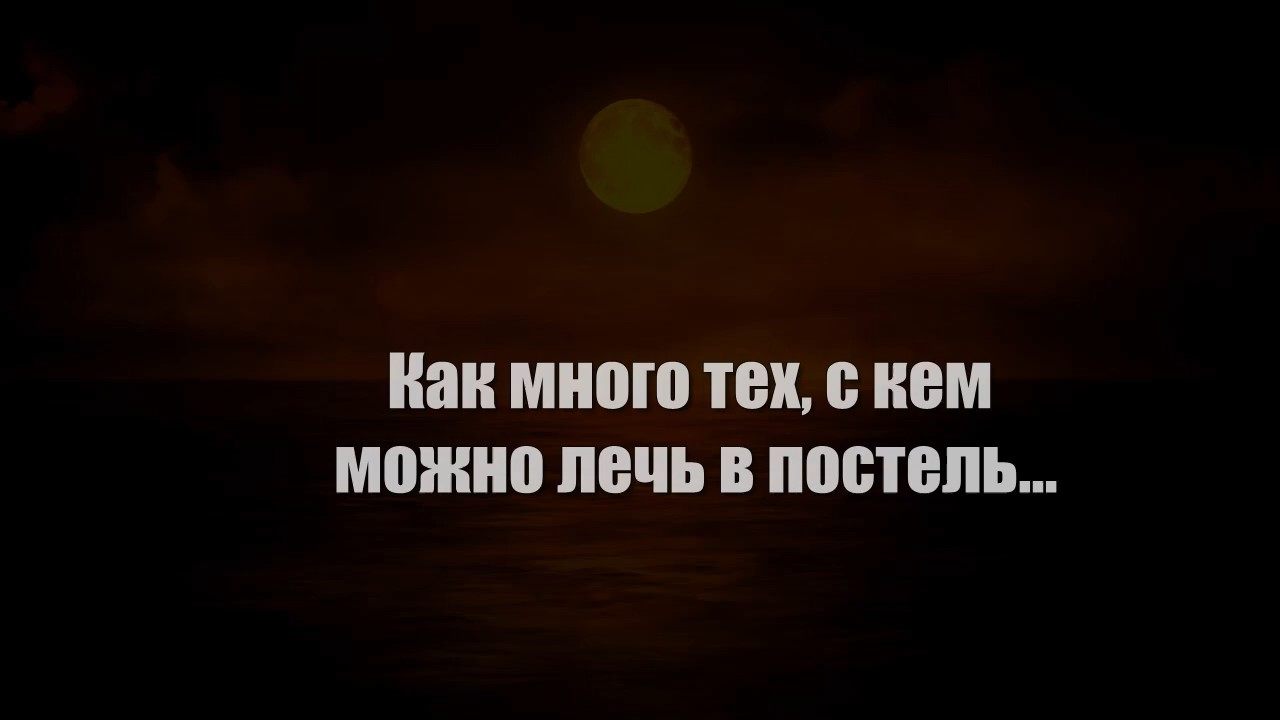 Как много тех, с кем
можно лечь в постель...